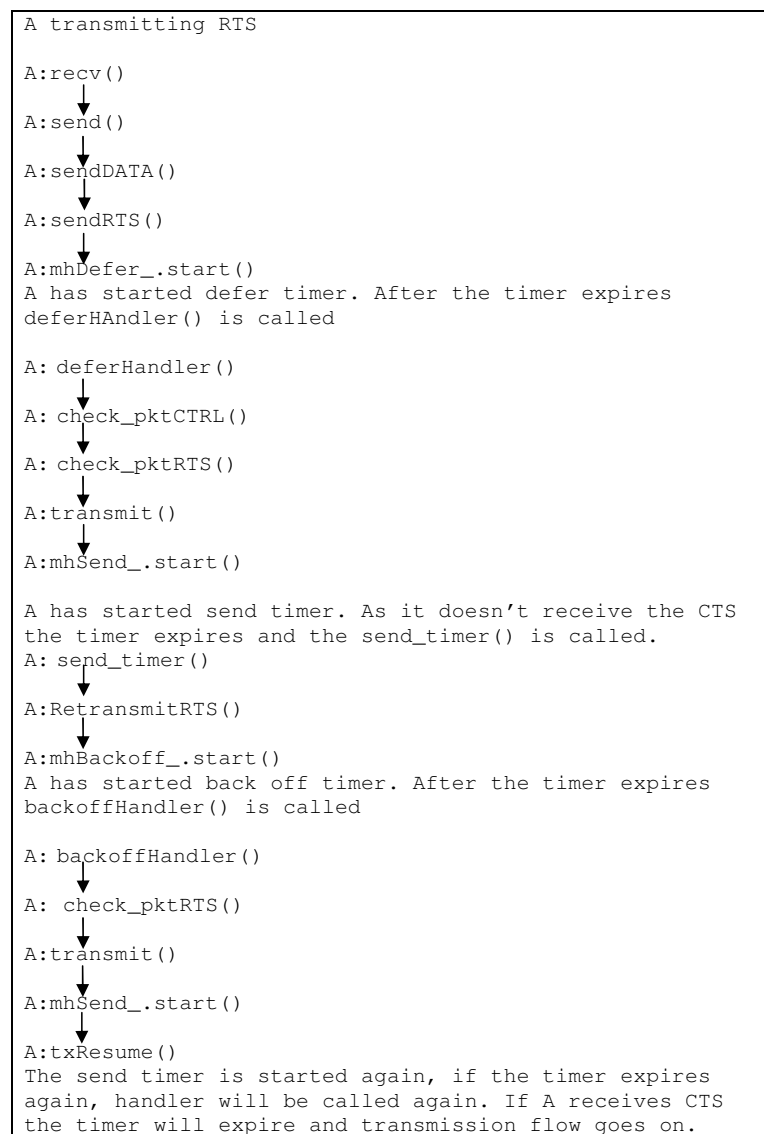 A transmitting RTS
A:recv()
A:send()
A:sendDATA()
A:sendRTS()
A:mhDefer_.start()
A has started defer timer. After the timer expires
deferHAndler() is called
A: deferHandler()
A: check_pktCTRL()
A: check_pktRTS()
A:transmit()
A:mhSend_.start()
A has started send timer. As it doesn’t receive the CTS
the timer expires and the send_timer() is called.
A: send_timer()
A:RetransmitRTS()
A:mhBackoff_.start()
A has started back off timer. After the timer expires
backoffHandler() is called
A: backoffHandler()
A: check_pktRTS()
A:transmit()
A:mhSend_.start()
A:txResume()
The send timer is started again, if the timer expires
again, handler will be called again. If A receives CTS
the timer will expire and transmission flow goes on.